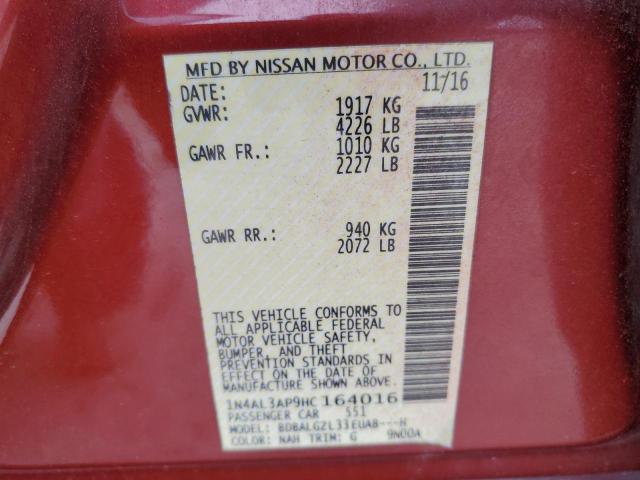 MFD BY NISSAN MOTOR CO., LTD.
DATE: 11/16
GVWR: 1917 KG
4226 LB
GAWR FR.: 1010 KG
2227 LB
GAWR RR.: 940 KG
2072 LB
THIS VEHICLE CONFORMS TO
ALL APPLICABLE FEDERAL
MOTOR VEHICLE SAFETY,
BUMPER, AND THEFT
PREVENTION STANDARDS IN
EFFECT ON THE DATE OF
MANUFACTURE SHOWN ABOVE.
1N4AL3AP9HC164016
PASSENGER CAR 551
MODEL: BDBALGZL33EUAB---H
COLOR: NAH TRIM: G 9N00A